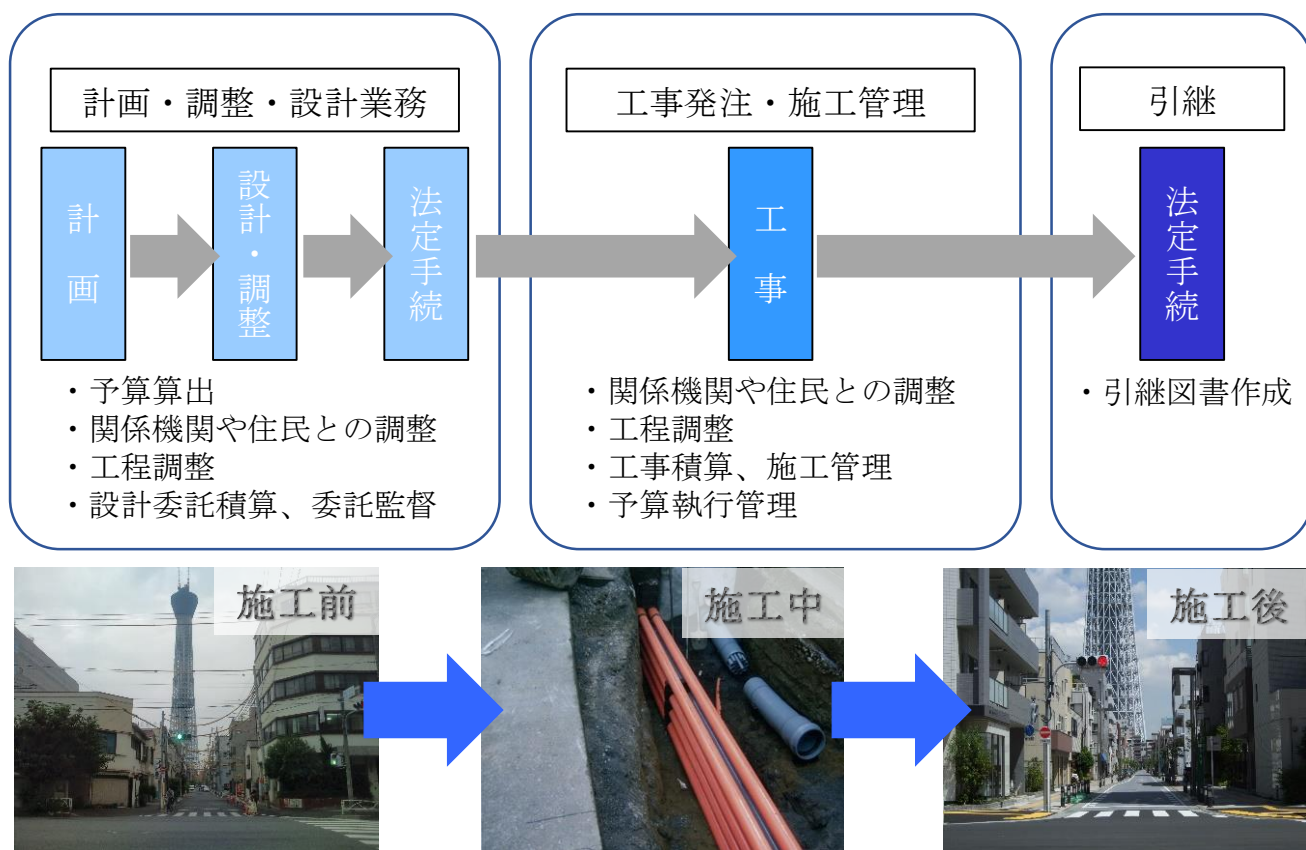 計画・調整・設計業務
計画
設計・調整
法定手続
・予算算出
・関係機関や住民との調整
・工程調整
・設計委託積算、委託監督
工事発注・施工管理
工事
・関係機関や住民との調整
・工程調整
・工事積算、施工管理
・予算執行管理
引継
法定手続
・引継図書作成
施工前
施工中
施工後